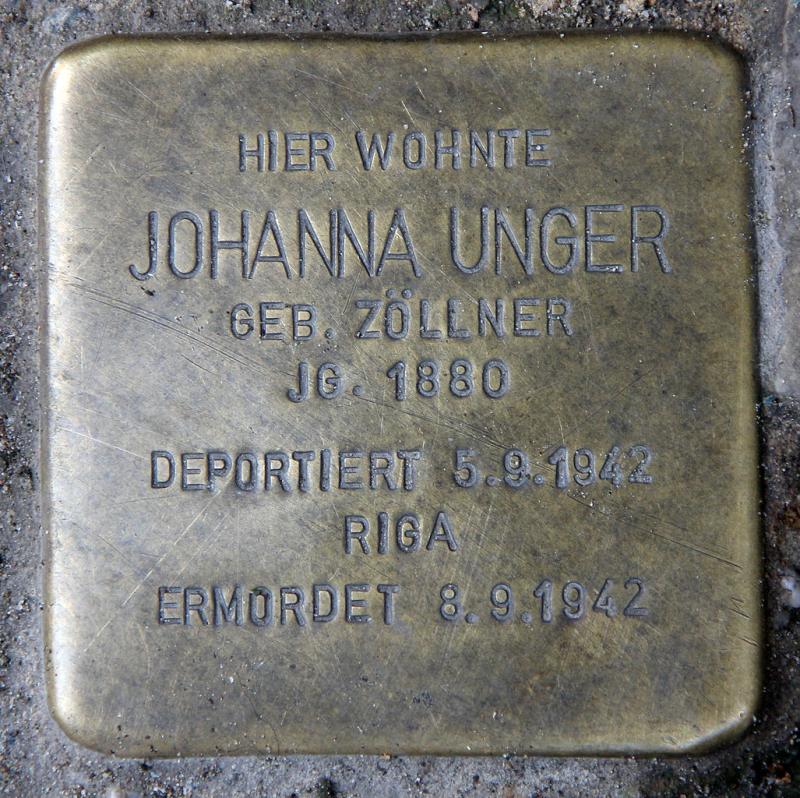 HIER WOHNTE
JOHANNA UNGER
GEB. ZÖLLNER
JG. 1880
DEPORTIERT 5.9.1942
RIGA
ERMORDET 8.9.1942